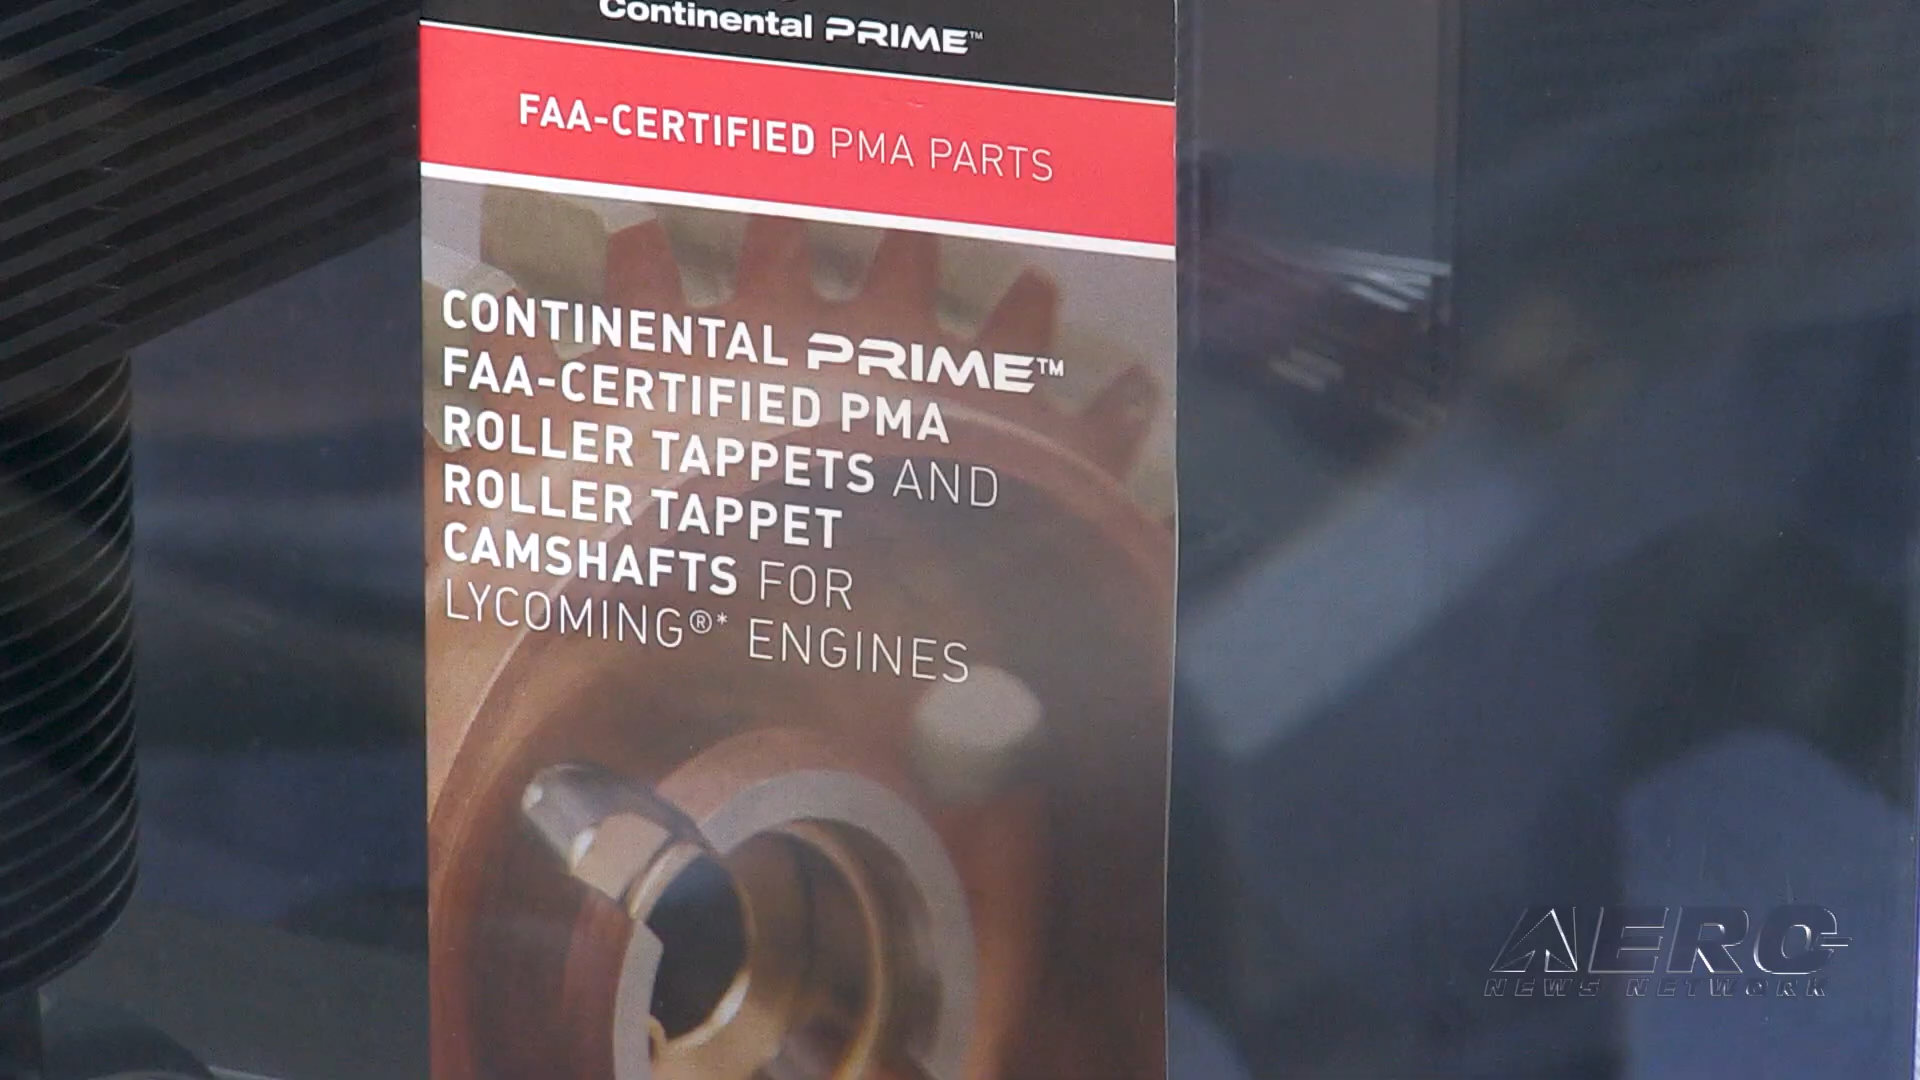 Continental PRIME™
FAA-CERTIFIED PMA PARTS
CONTINENTAL PRIME™
FAA-CERTIFIED PMA
ROLLER TAPPETS AND
ROLLER TAPPET
CAMSHAFTS FOR
LYCOMING®* ENGINES
AERO
NEWS NETWORK